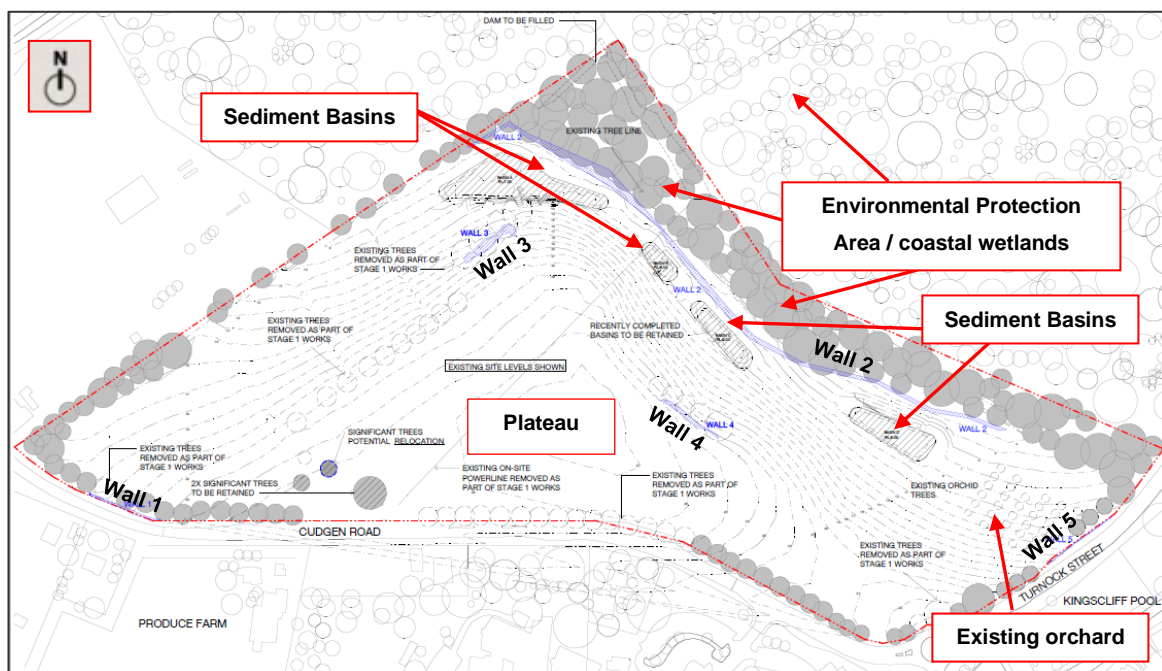 DAM TO BE FILLED
N
Sediment Basins
WALL 2
EXISTING TREE LINE
Environmental Protection
Area / coastal wetlands
WALL 3
Wall 3
EXISTING TREES
REMOVED AS PART
OF STAGE 1 WORKS
WALL 2
Sediment Basins
EXISTING TREES
REMOVED AS PART OF
STAGE 1 WORKS
RECENTLY COMPLETED
BASINS TO BE RETAINED
Wall 2
EXISTING SITE LEVELS SHOWN
Plateau
WALL 4
Wall 4
WALL 2
SIGNIFICANT TREES
POTENTIAL RELOCATION
EXISTING TREES
REMOVED AS PART OF
STAGE 1 WORKS
2X SIGNIFICANT TREES
TO BE RETAINED
EXISTING ON-SITE
POWERLINE REMOVED AS
PART OF STAGE 1 WORKS
EXISTING TREES
REMOVED AS PART OF
STAGE 1 WORKS
EXISTING ORCHID
TREES
Wall 1
Wall 5
CUDGEN ROAD
EXISTING TREES
REMOVED AS PART OF
STAGE 1 WORKS
TURNOCK STREET
KINGSCLIFF POOL
PRODUCE FARM
Existing orchard